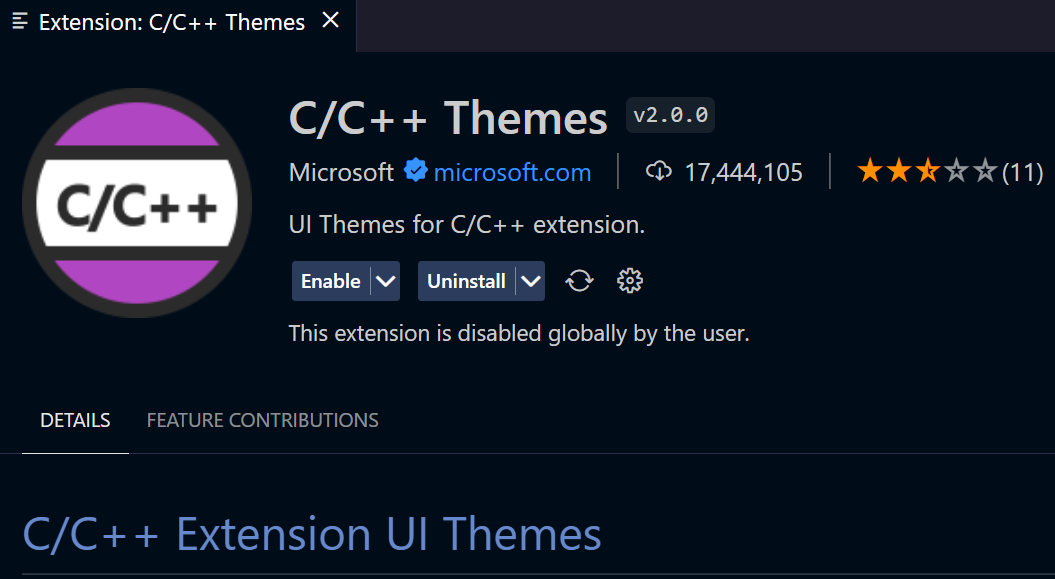 Extension: C/C++ Themes
C/C++
C/C++ Themes v2.0.0
Microsoft microsoft.com 17,444,105 (11)
UI Themes for C/C++ extension.
Enable Uninstall
This extension is disabled globally by the user.
DETAILS FEATURE CONTRIBUTIONS
C/C++ Extension UI Themes